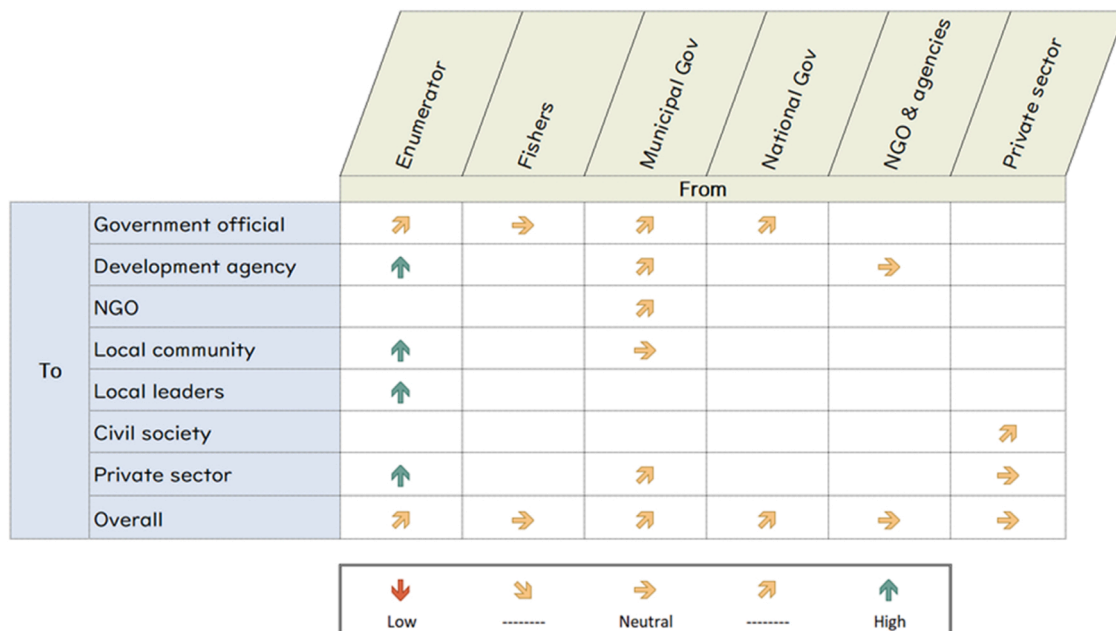 Enumerator
Fishers
Municipal Gov
National Gov
NGO & agencies
Private sector
From
To
Government official
Development agency
NGO
Local community
Local leaders
Civil society
Private sector
Overall
Low
--------
Neutral
--------
High